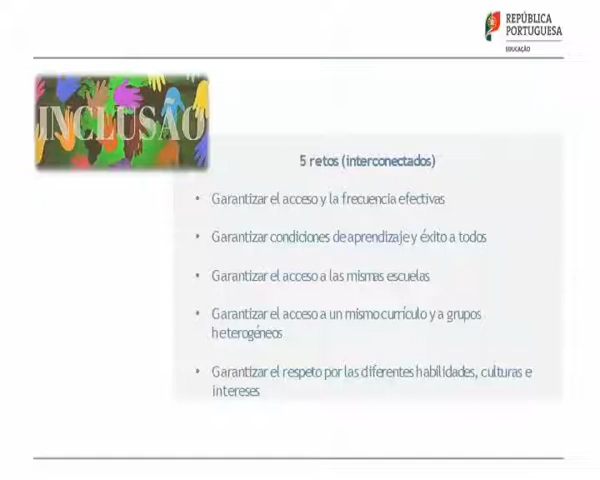 REPÚBLICA
PORTUGUESA
EDUCAÇÃO
INCLUSÃO
5 retos (interconectados)
• Garantizar el acceso y la frecuencia efectivas
• Garantizar condiciones de aprendizaje y éxito a todos
• Garantizar el acceso a las mismas escuelas
• Garantizar el acceso a un mismo currículo y a grupos
heterogéneos
• Garantizar el respeto por las diferentes habilidades, culturas e
intereses